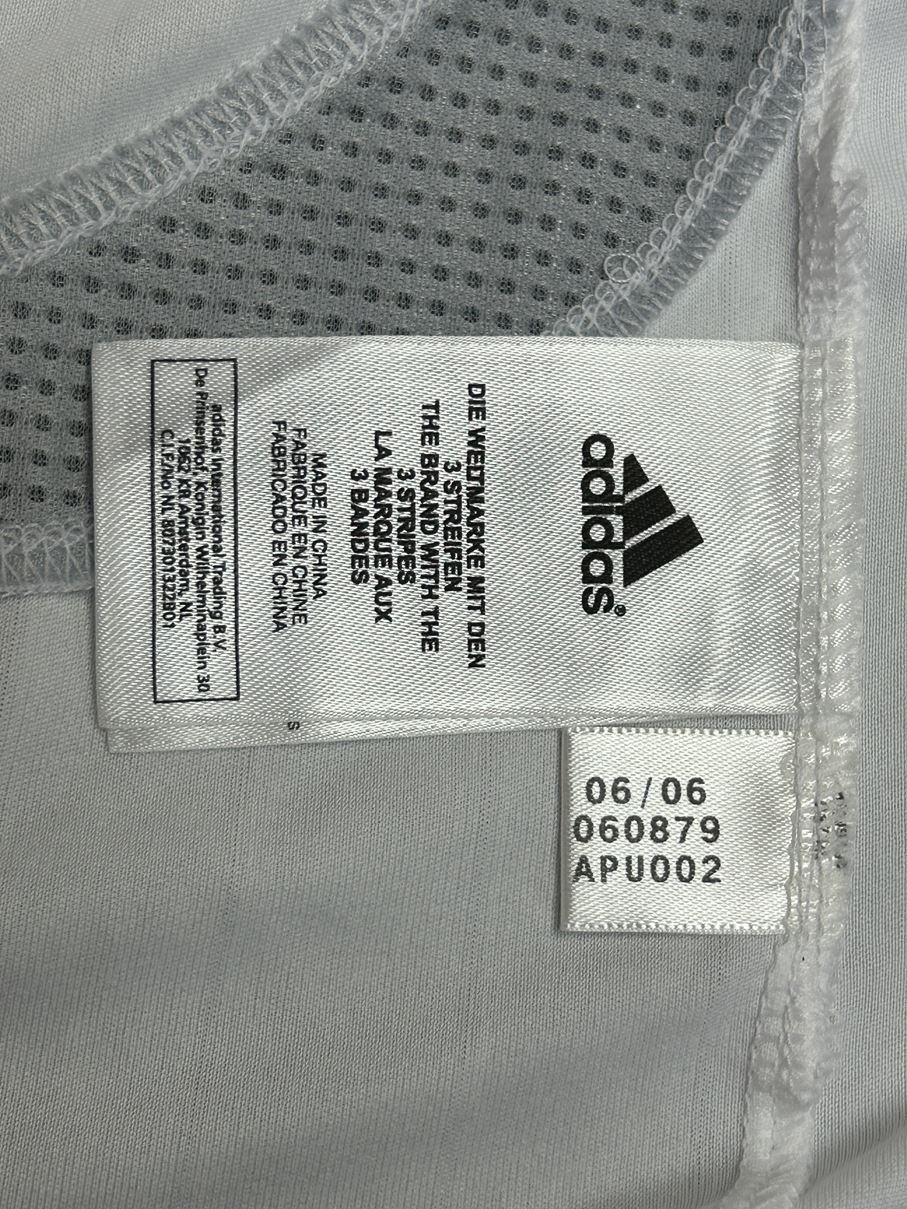 adidas®
DIE WELTMARKE MIT DEN
3 STREIFEN
THE BRAND WITH THE
3 STRIPES
LA MARQUE AUX
3 BANDES
MADE IN CHINA
FABRIQUE EN CHINE
FABRICADO EN CHINA
adidas International Trading B.V.
De Prinsenhof, Konigin Wilhelminaplein 30
1062 KR Amsterdam, NL
C.I.F/No NL 807301322B01
S
06/06
060879
APU002